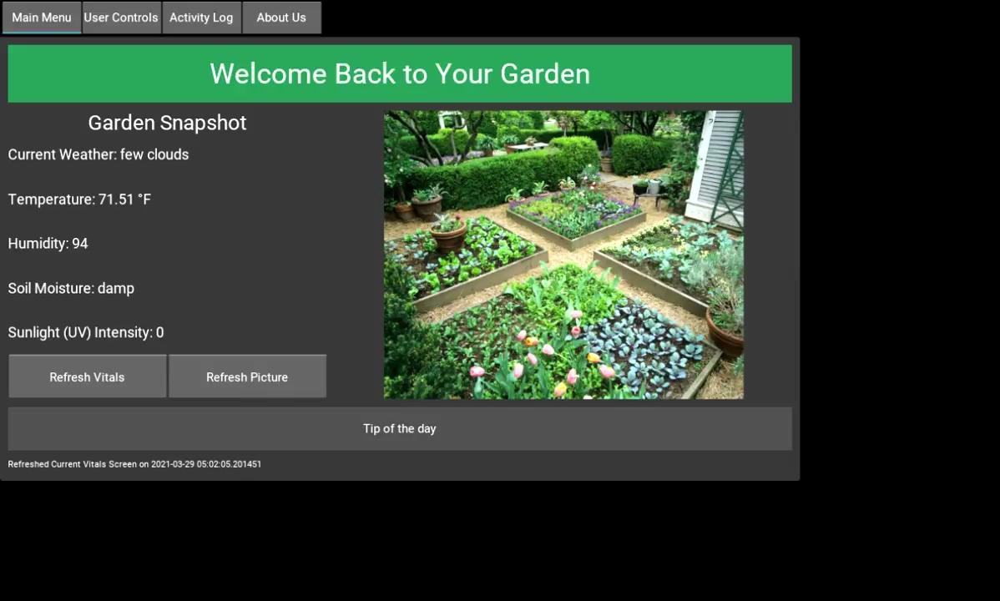 Main Menu User Controls Activity Log About Us
Welcome Back to Your Garden
Garden Snapshot
Current Weather: few clouds
Temperature: 71.51 °F
Humidity: 94
Soil Moisture: damp
Sunlight (UV) Intensity: 0
Refresh Vitals Refresh Picture
Tip of the day
Refreshed Current Vitals Screen on 2021-03-29 05:02:05.201451